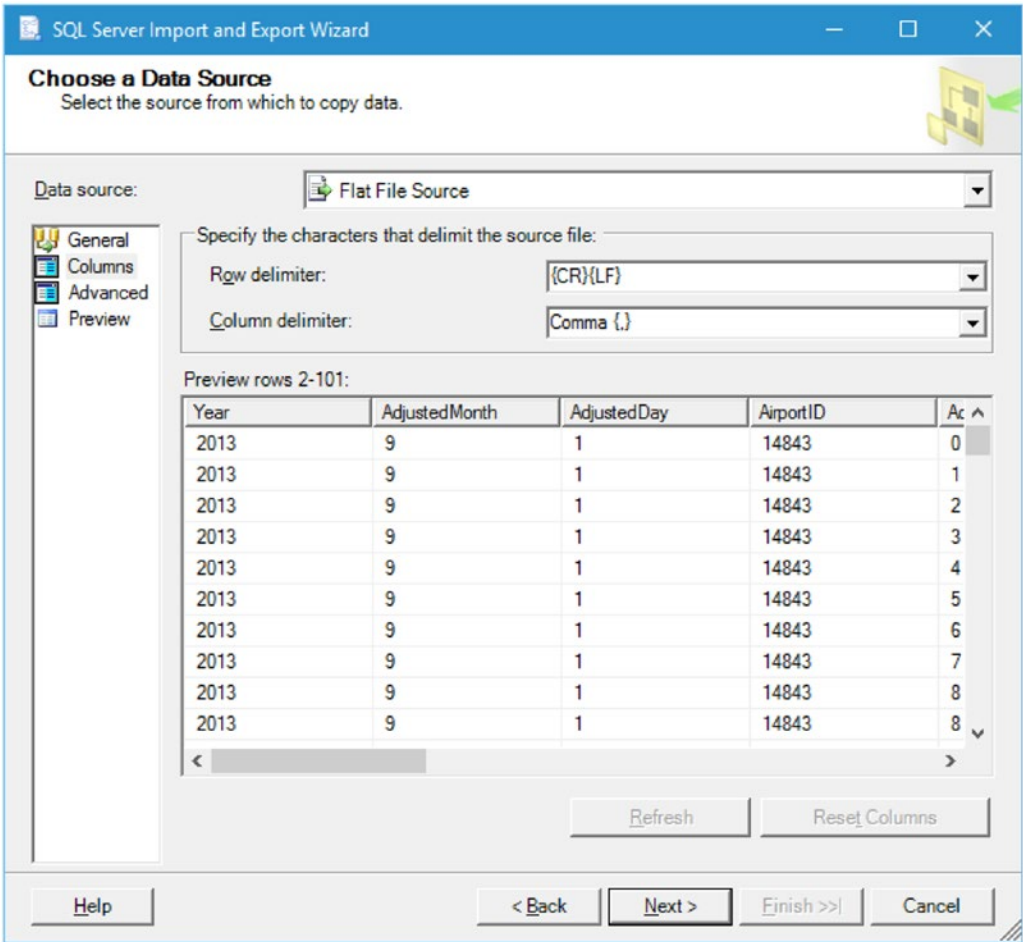 SQL Server Import and Export Wizard
Choose a Data Source
Select the source from which to copy data.
Data source: Flat File Source
General
Columns
Advanced
Preview
Specify the characters that delimit the source file:
Row delimiter: {CR}{LF}
Column delimiter: Comma {,}
Preview rows 2-101:
Year AdjustedMonth AdjustedDay AirportID Ac
2013 9 1 14843 0
2013 9 1 14843 1
2013 9 1 14843 2
2013 9 1 14843 3
2013 9 1 14843 4
2013 9 1 14843 5
2013 9 1 14843 6
2013 9 1 14843 7
2013 9 1 14843 8
2013 9 1 14843 8
Refresh Reset Columns
Help < Back Next > Finish >>| Cancel